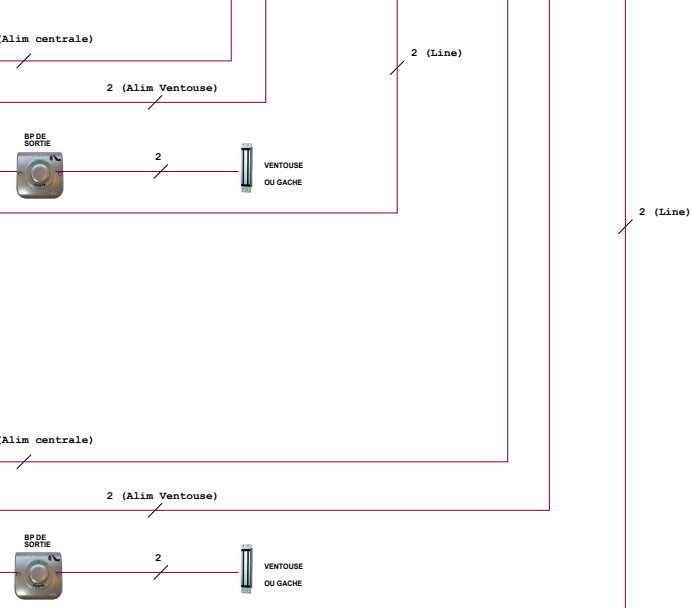 (Alim centrale)
2 (Line)
2 (Alim Ventouse)
BP DE
SORTIE
2
VENTOUSE
OU GACHE
2 (Line)
(Alim centrale)
2 (Alim Ventouse)
BP DE
SORTIE
2
VENTOUSE
OU GACHE